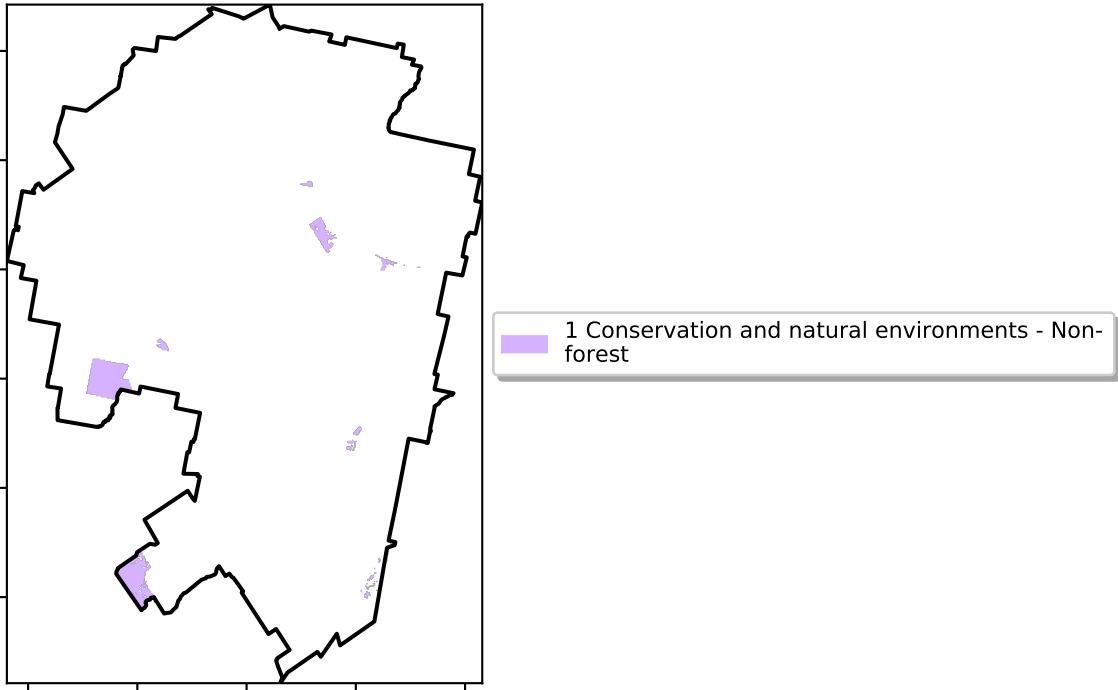 1 Conservation and natural environments - Non-
forest